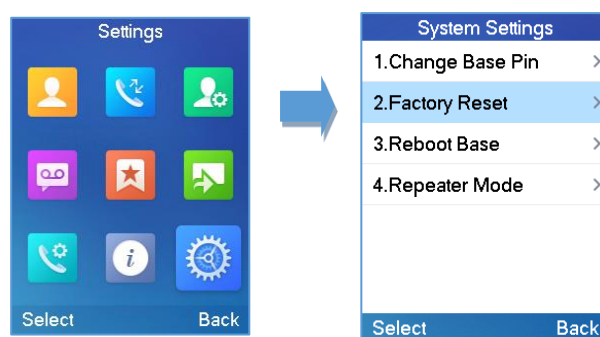 Settings
Select Back
System Settings
1.Change Base Pin
2.Factory Reset
3.Reboot Base
4.Repeater Mode
Select Back